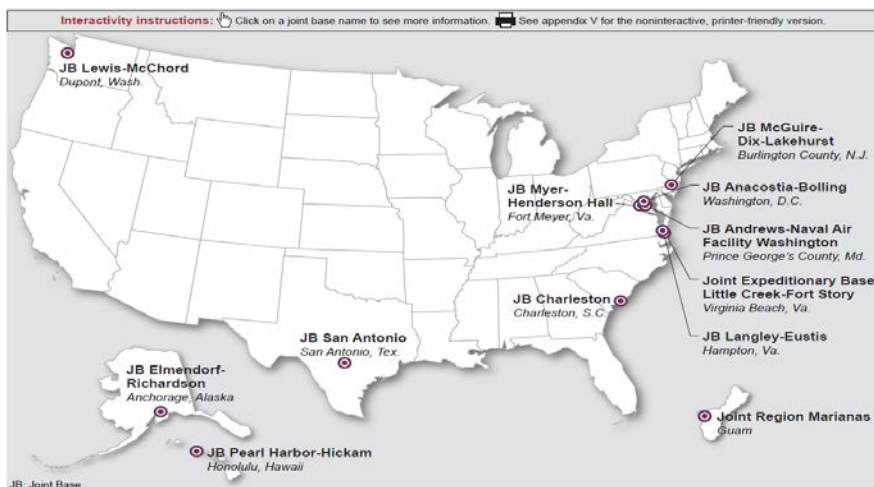 Interactivity instructions: Click on a joint base name to see more information. See appendix V for the noninteractive, printer-friendly version.
JB Lewis-McChord
Dupont, Wash.
JB McGuire-
Dix-Lakehurst
Burlington County, N.J.
JB Myer-
Henderson Hall
Fort Meyer, Va.
JB Anacostia-Bolling
Washington, D.C.
JB Andrews-Naval Air
Facility Washington
Prince George's County, Md.
Joint Expeditionary Base
Little Creek-Fort Story
Virginia Beach, Va.
JB Charleston
Charleston, S.C.
JB Langley-Eustis
Hampton, Va.
JB San Antonio
San Antonio, Tex.
JB Elmendorf-
Richardson
Anchorage, Alaska
Joint Region Marianas
Guam
JB Pearl Harbor-Hickam
Honolulu, Hawaii
JB: Joint Base